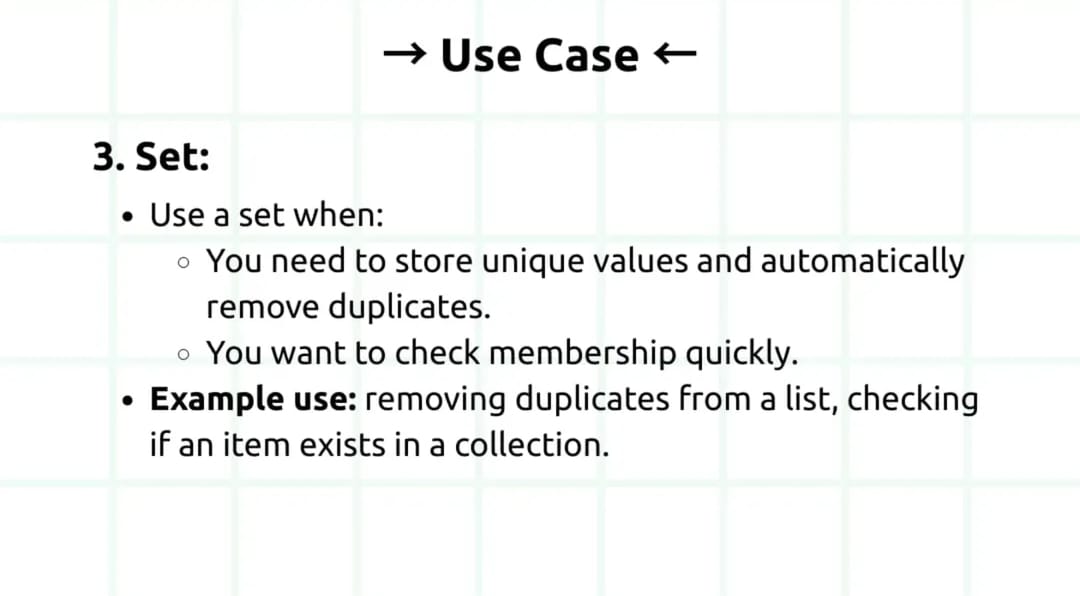 → Use Case ←
3. Set:
• Use a set when:
◦ You need to store unique values and automatically
remove duplicates.
◦ You want to check membership quickly.
• Example use: removing duplicates from a list, checking
if an item exists in a collection.